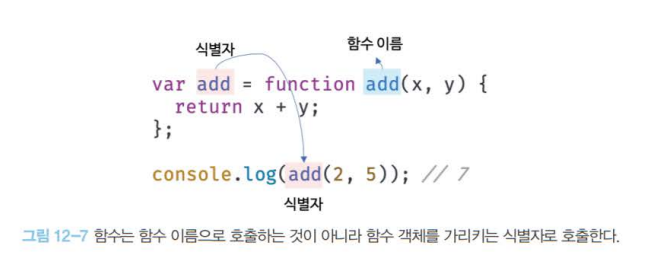 식별자
함수 이름
var add = function add(x, y) {
  return x + y;
};
console.log(add(2, 5)); // 7
식별자
그림 12-7 함수는 함수 이름으로 호출하는 것이 아니라 함수 객체를 가리키는 식별자로 호출한다.